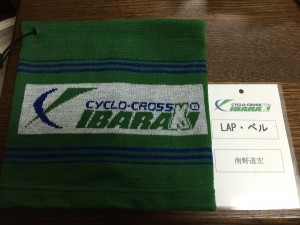 CYCLO-CROSS
IBARAKI
CYCLO-CROSS
IBARAKI
LAP・ベル
南野道宏